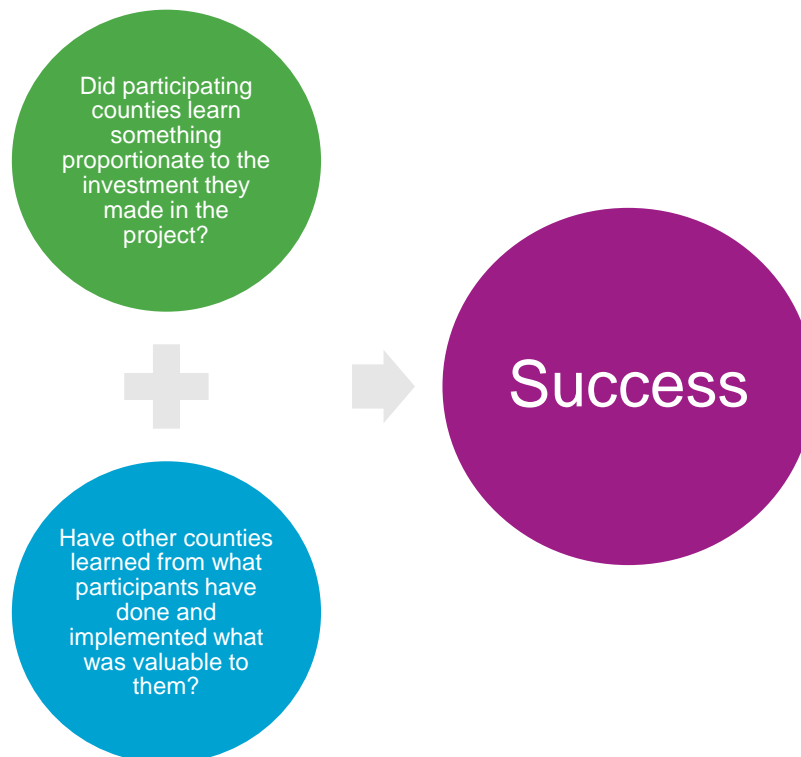 Did participating
counties learn
something
proportionate to the
investment they
made in the
project?
Have other counties
learned from what
participants have
done and
implemented what
was valuable to
them?
Success